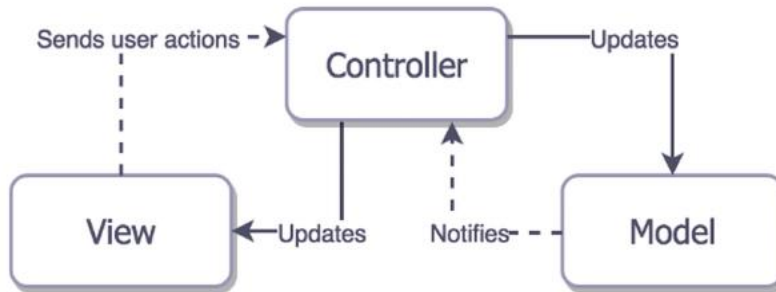 Sends user actions
Controller
Updates
View
Updates
Notifies
Model